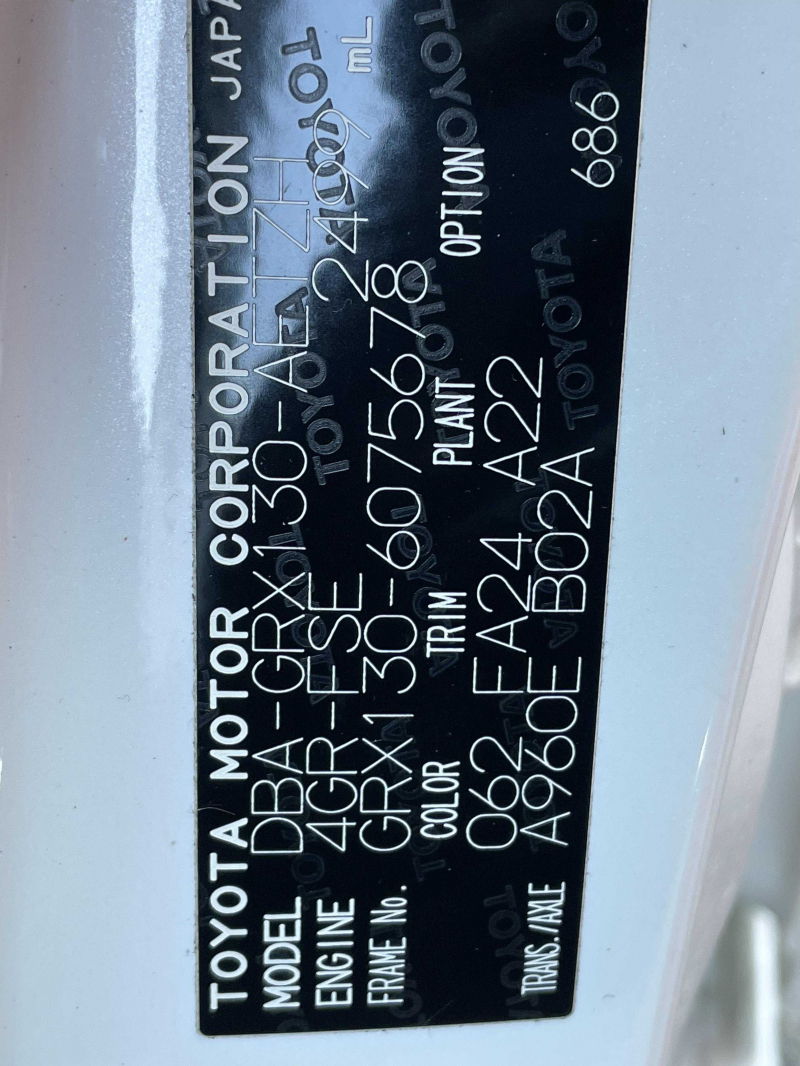 TOYOTA MOTOR CORPORATION JAPA
MODEL DBA-GRX130-AETZH
ENGINE 4GR-FSE 2499 mL
FRAME No. GRX130-6075678
COLOR TRIM PLANT OPTION
062 FA24 A22
TRANS./AXLE A960E B02A 686